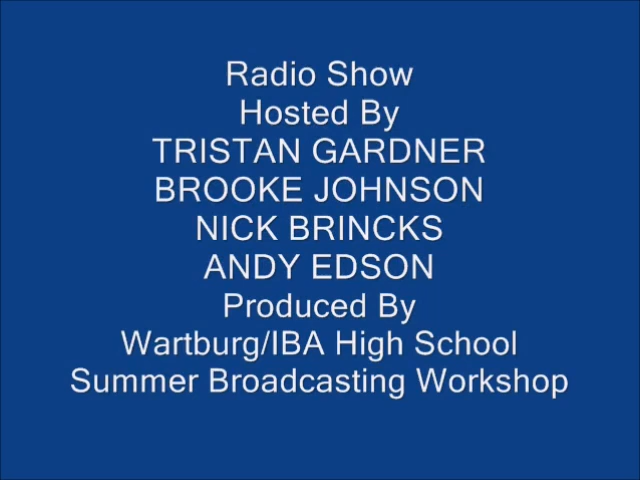 Radio Show
Hosted By
TRISTAN GARDNER
BROOKE JOHNSON
NICK BRINCKS
ANDY EDSON
Produced By
Wartburg/IBA High School
Summer Broadcasting Workshop